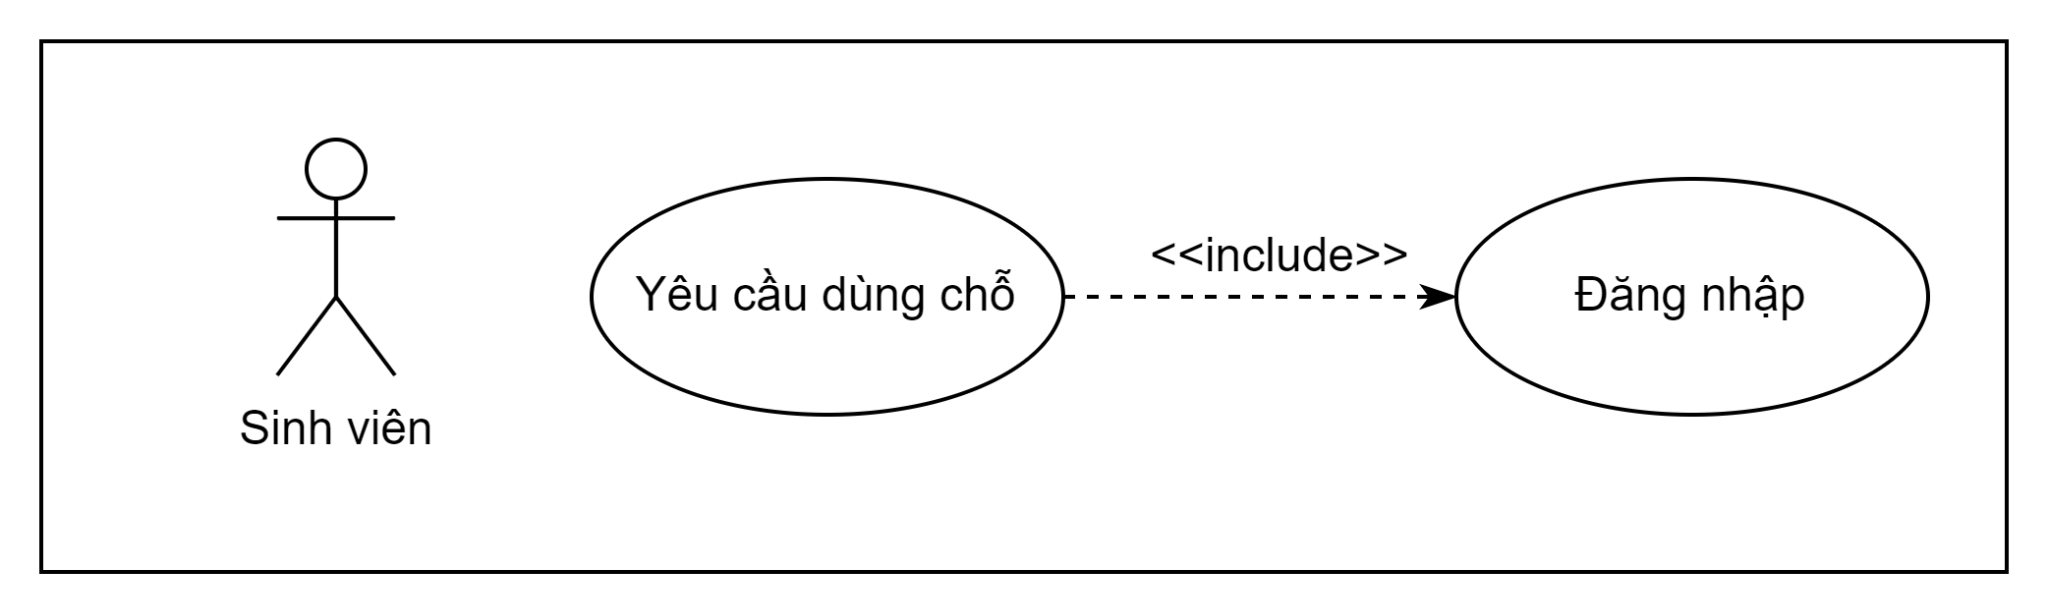 Sinh viên
Yêu cầu dùng chỗ
<<include>>
Đăng nhập